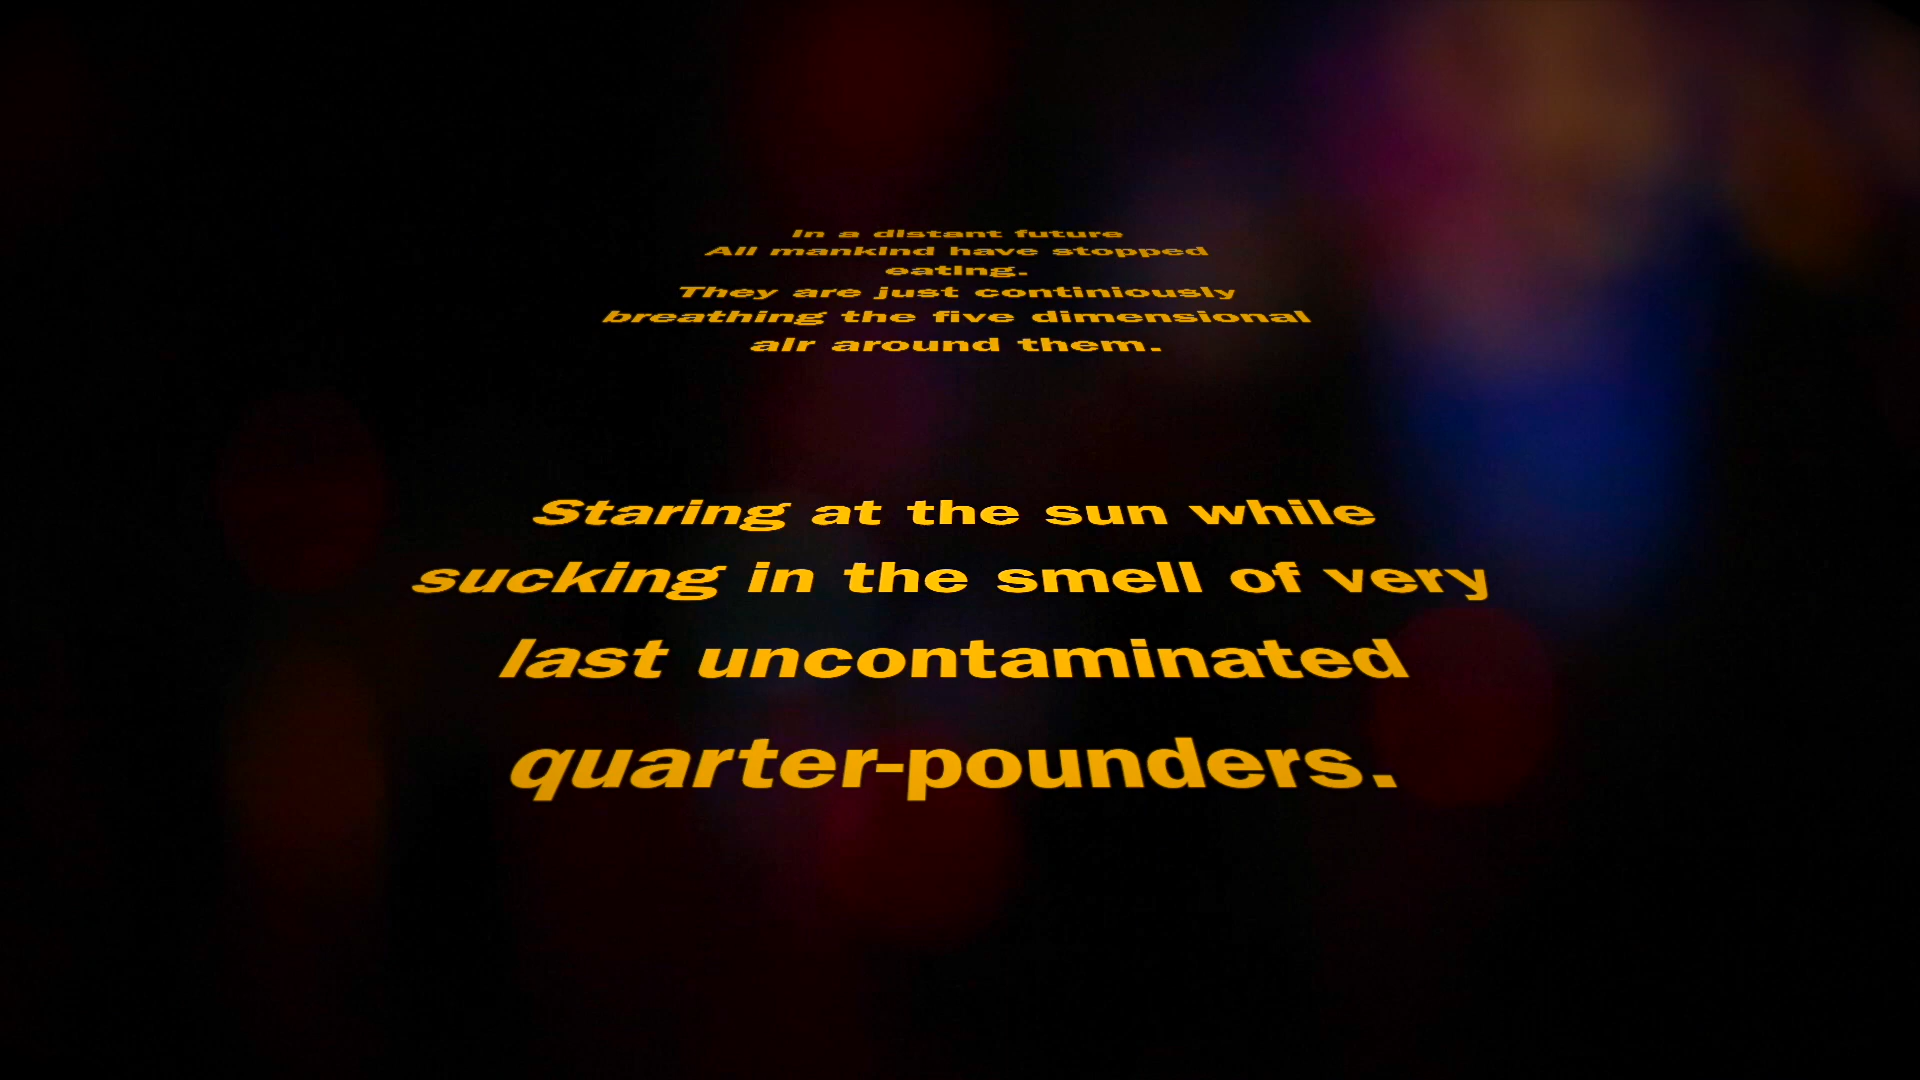 In a distant future
All mankind have stopped
eating.
They are just continiously
breathing the five dimensional
air around them.
Staring at the sun while
sucking in the smell of very
last uncontaminated
quarter-pounders.